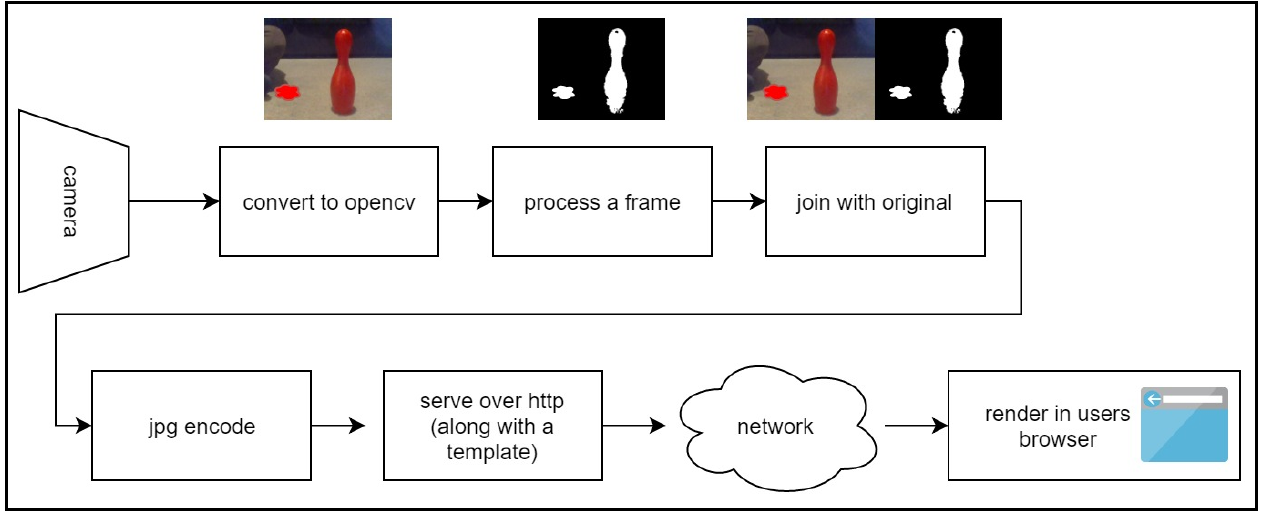 camera
convert to opencv
process a frame
join with original
jpg encode
serve over http
(along with a
template)
network
render in users
browser